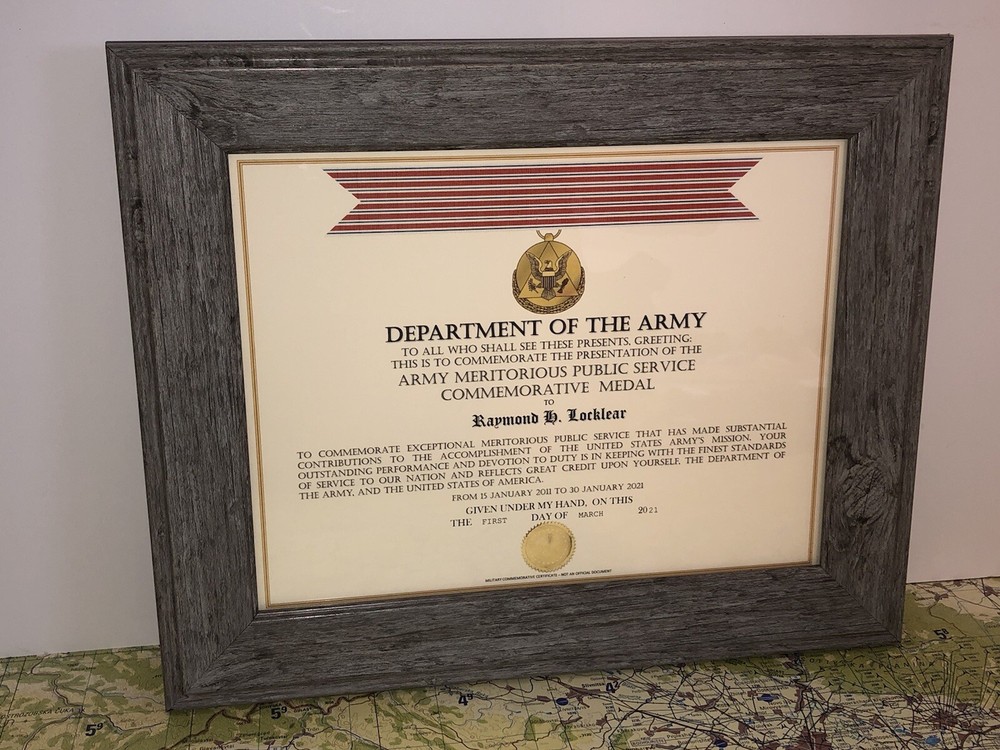 DEPARTMENT OF THE ARMY
TO ALL WHO SHALL SEE THESE PRESENTS, GREETING:
THIS IS TO COMMEMORATE THE PRESENTATION OF THE
ARMY MERITORIOUS PUBLIC SERVICE
COMMEMORATIVE MEDAL
TO
Raymond H. Locklear
TO COMMEMORATE EXCEPTIONAL MERITORIOUS PUBLIC SERVICE THAT HAS MADE SUBSTANTIAL
CONTRIBUTIONS TO THE ACCOMPLISHMENT OF THE UNITED STATES ARMY'S MISSION. YOUR
OUTSTANDING PERFORMANCE AND DEVOTION TO DUTY IS IN KEEPING WITH THE FINEST STANDARDS
OF SERVICE TO OUR NATION AND REFLECTS GREAT CREDIT UPON YOURSELF, THE DEPARTMENT OF
THE ARMY, AND THE UNITED STATES OF AMERICA.
FROM 15 JANUARY 2011 TO 30 JANUARY 2021
GIVEN UNDER MY HAND, ON THIS
THE FIRST DAY OF MARCH 2021
MILITARY COMMEMORATIVE CERTIFICATE - NOT AN OFFICIAL DOCUMENT
5⁹
5⁹
4⁹
4²
5⁹